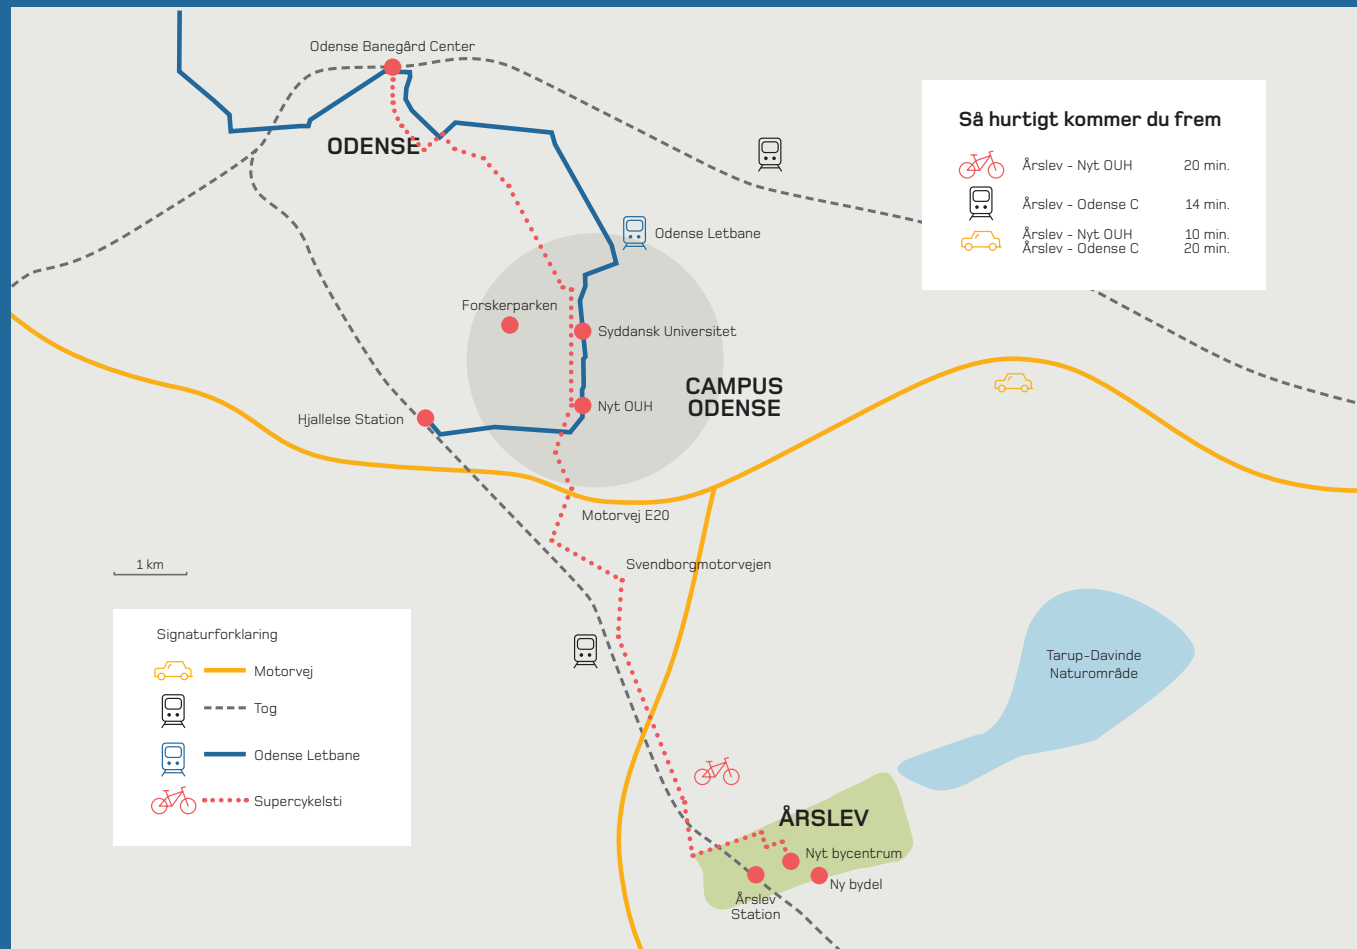 Odense Banegård Center
ODENSE
Så hurtigt kommer du frem
Årslev - Nyt OUH 20 min.
Årslev - Odense C 14 min.
Årslev - Nyt OUH 10 min.
Årslev - Odense C 20 min.
Odense Letbane
Forskerparken
Syddansk Universitet
CAMPUS
ODENSE
Nyt OUH
Hjallelse Station
Motorvej E20
Svendborgmotorvejen
1 km
Signaturforklaring
Motorvej
Tog
Odense Letbane
Supercykelsti
Tarup-Davinde
Naturområde
ÅRSLEV
Nyt bycentrum
Ny bydel
Årslev
Station